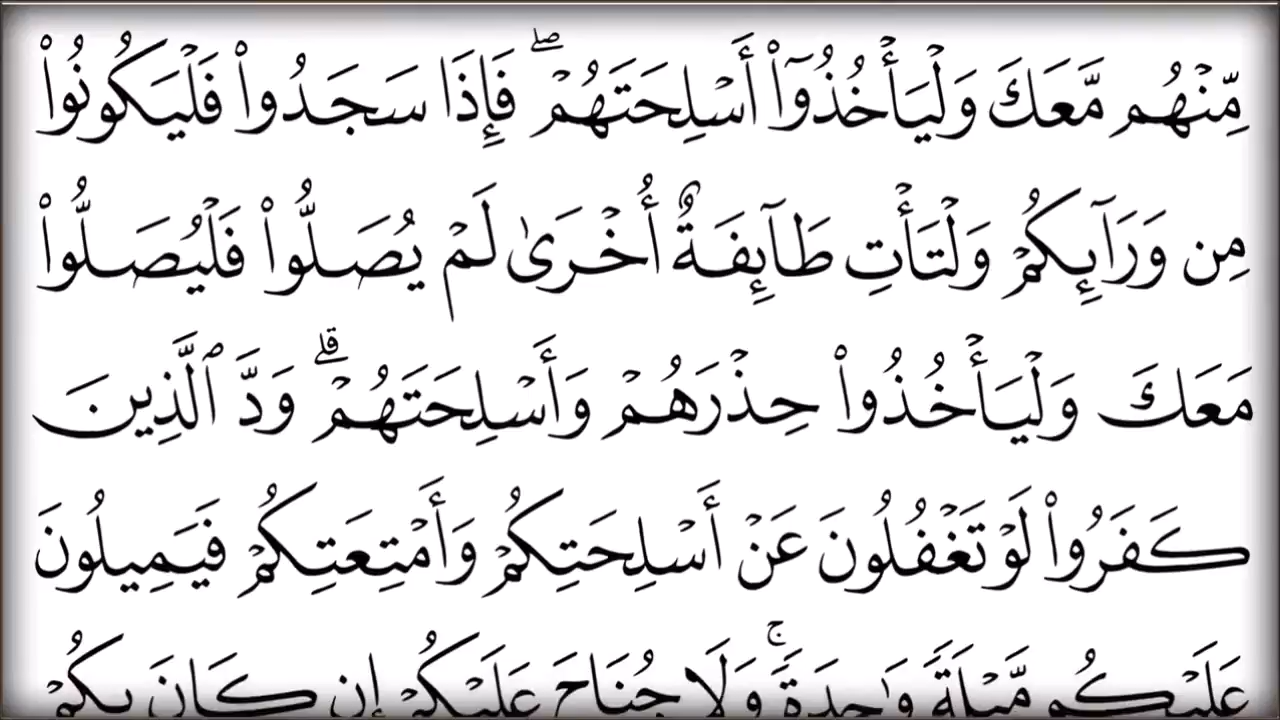 مِّنْهُم مَّعَكَ وَلْيَأْخُذُوٓا۟ أَسْلِحَتَهُمْ ۖ فَإِذَا سَجَدُوا۟ فَلْيَكُونُوا۟
مِن وَرَآئِكُمْ وَلْتَأْتِ طَآئِفَةٌ أُخْرَىٰ لَمْ يُصَلُّوا۟ فَلْيُصَلُّوا۟
مَعَكَ وَلْيَأْخُذُوا۟ حِذْرَهُمْ وَأَسْلِحَتَهُمْ ۗ وَدَّ ٱلَّذِينَ
كَفَرُوا۟ لَوْ تَغْفُلُونَ عَنْ أَسْلِحَتِكُمْ وَأَمْتِعَتِكُمْ فَيَمِيلُونَ
عَلَيْكُم مَّيْلَةً وَٰحِدَةً ۚ وَلَا جُنَاحَ عَلَيْكُمْ إِن كَانَ بِكُمْ